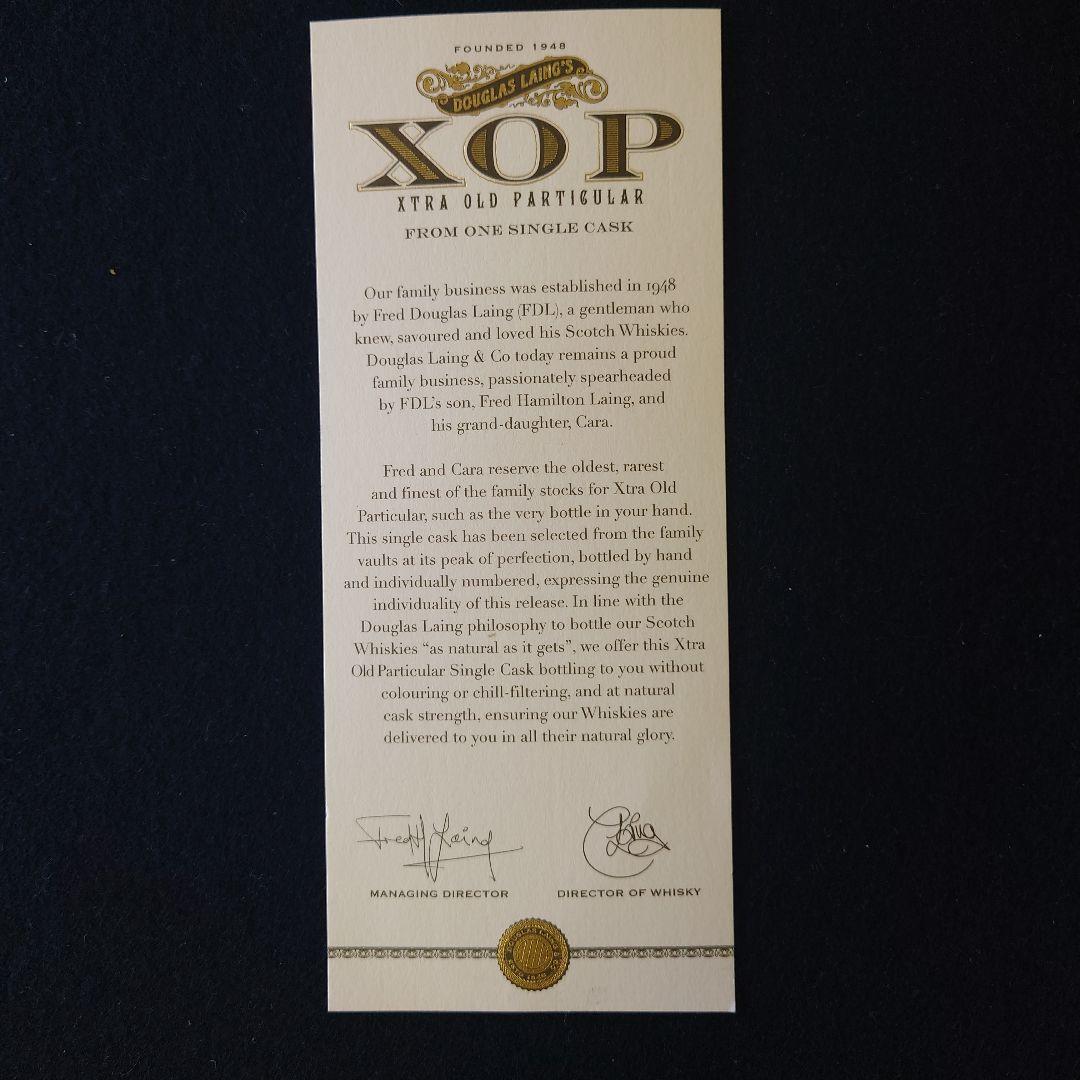 FOUNDED 1948
DOUGLAS LAING'S
XOP
XTRA OLD PARTICULAR
FROM ONE SINGLE CASK
Our family business was established in 1948
by Fred Douglas Laing (FDL), a gentleman who
knew, savoured and loved his Scotch Whiskies.
Douglas Laing & Co today remains a proud
family business, passionately spearheaded
by FDL's son, Fred Hamilton Laing, and
his grand-daughter, Cara.
Fred and Cara reserve the oldest, rarest
and finest of the family stocks for Xtra Old
Particular, such as the very bottle in your hand.
This single cask has been selected from the family
vaults at its peak of perfection, bottled by hand
and individually numbered, expressing the genuine
individuality of this release. In line with the
Douglas Laing philosophy to bottle our Scotch
Whiskies “as natural as it gets”, we offer this Xtra
Old Particular Single Cask bottling to you without
colouring or chill-filtering, and at natural
cask strength, ensuring our Whiskies are
delivered to you in all their natural glory.
Fred H Laing
MANAGING DIRECTOR
DIRECTOR OF WHISKY
DOUGLAS LAING & CO